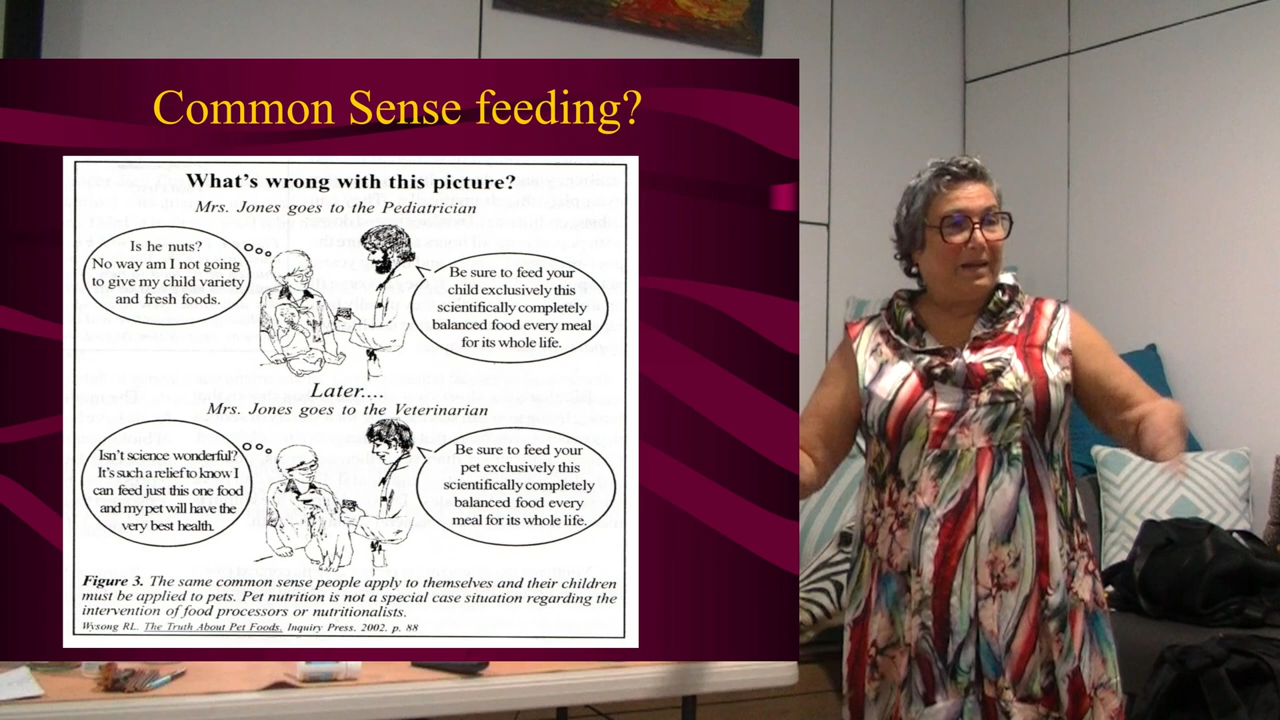 Common Sense feeding?
What's wrong with this picture?
Mrs. Jones goes to the Pediatrician
Is he nuts?
No way am I not going
to give my child variety
and fresh foods.
Be sure to feed your
child exclusively this
scientifically completely
balanced food every meal
for its whole life.
Later....
Mrs. Jones goes to the Veterinarian
Isn't science wonderful?
It's such a relief to know I
can feed just this one food
and my pet will have the
very best health.
Be sure to feed your
pet exclusively this
scientifically completely
balanced food every
meal for its whole life.
Figure 3. The same common sense people apply to themselves and their children
must be applied to pets. Pet nutrition is not a special case situation regarding the
intervention of food processors or nutritionalists.
Wysong RL. The Truth About Pet Foods. Inquiry Press. 2002. p. 88